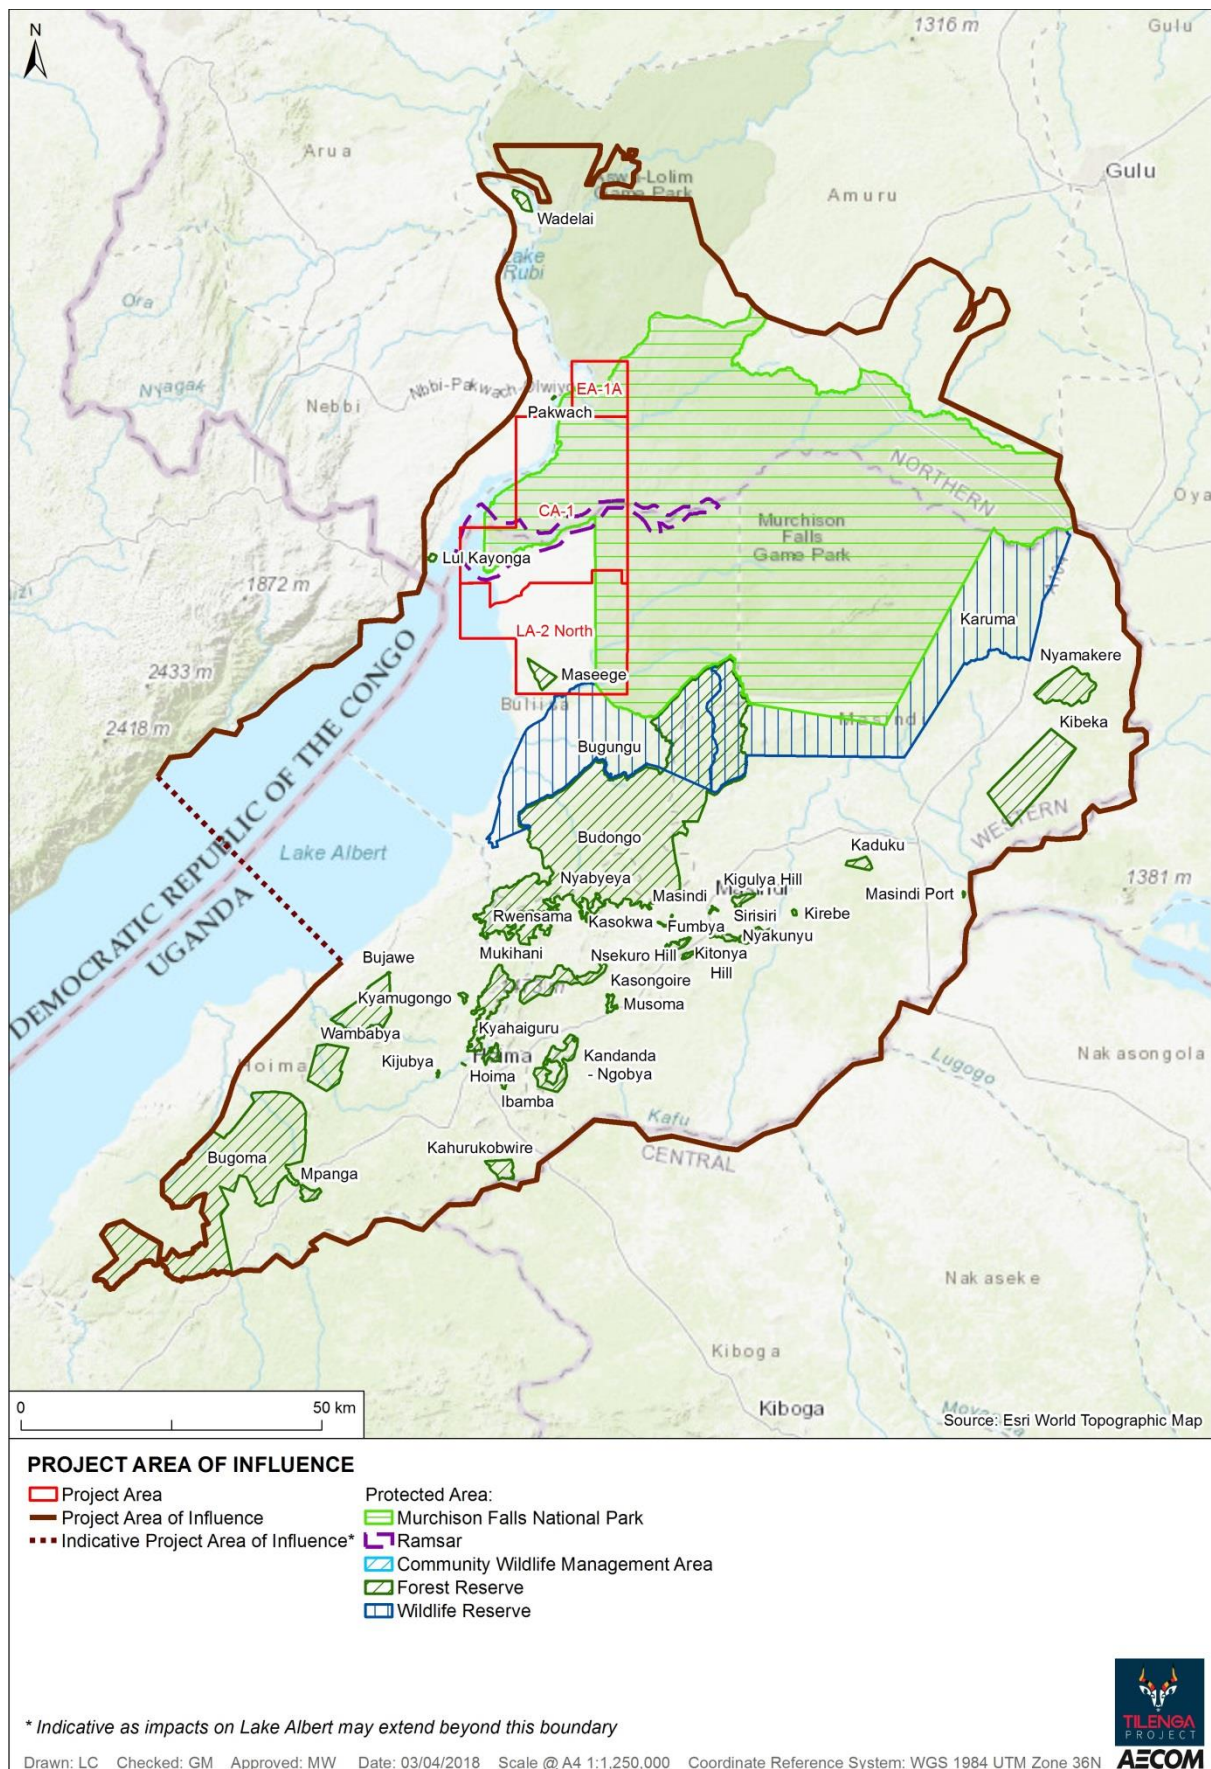 N
1316 m
Gulu
Arua
Gulu
Aswa-Lolim
Game Park
Amuru
Wadelai
Lake
Rubi
Ora
Nyagak
Nebbi
EA-1A
Pakwach
NORTHERN
Oya
CA-1
Murchison
Falls
Game Park
Lul Kayonga
1872 m
Karuma
LA-2 North
Nyamakere
2433 m
Maseege
Buliisa
Masindi
Kibeka
2418 m
Bugungu
WESTERN
Lake Albert
Budongo
Kaduku
DEMOCRATIC REPUBLIC OF THE CONGO
UGANDA
Nyabyeya
Kigulya Hill
Masindi
Masindi
Masindi Port
1381 m
Rwensama
Kasokwa
Fumbya
Sirisiri
Kirebe
Nyakunyu
Bujawe
Mukihani
Nsekuro Hill
Kitonya
Hill
Kasongoire
Kyamugongo
Musoma
Wambabya
Kyahaiguru
Hoima
Kijubya
Hoima
Kandanda
- Ngobya
Ibamba
Lugogo
Nakasongola
Kafu
CENTRAL
Bugoma
Mpanga
Kahurukobwire
Nakaseke
Kiboga
Kiboga
0 50 km
Source: Esri World Topographic Map
PROJECT AREA OF INFLUENCE
Project Area
Project Area of Influence
Indicative Project Area of Influence*
Protected Area:
Murchison Falls National Park
Ramsar
Community Wildlife Management Area
Forest Reserve
Wildlife Reserve
* Indicative as impacts on Lake Albert may extend beyond this boundary
TILENGA
PROJECT
AECOM
Drawn: LC Checked: GM Approved: MW Date: 03/04/2018 Scale @ A4 1:1,250,000 Coordinate Reference System: WGS 1984 UTM Zone 36N